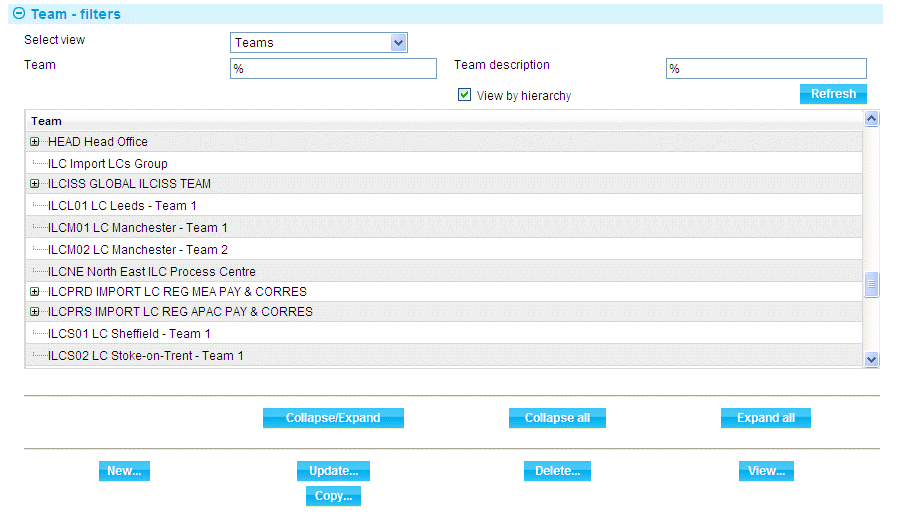 Team - filters
Select view Teams
Team % Team description %
View by hierarchy Refresh
Team
HEAD Head Office
ILC Import LCs Group
ILCISS GLOBAL ILCISS TEAM
ILCL01 LC Leeds - Team 1
ILCM01 LC Manchester - Team 1
ILCM02 LC Manchester - Team 2
ILCNE North East ILC Process Centre
ILCPRD IMPORT LC REG MEA PAY & CORRES
ILCPRS IMPORT LC REG APAC PAY & CORRES
ILCS01 LC Sheffield - Team 1
ILCS02 LC Stoke-on-Trent - Team 1
Collapse/Expand Collapse all Expand all
New... Update... Delete... View...
Copy...